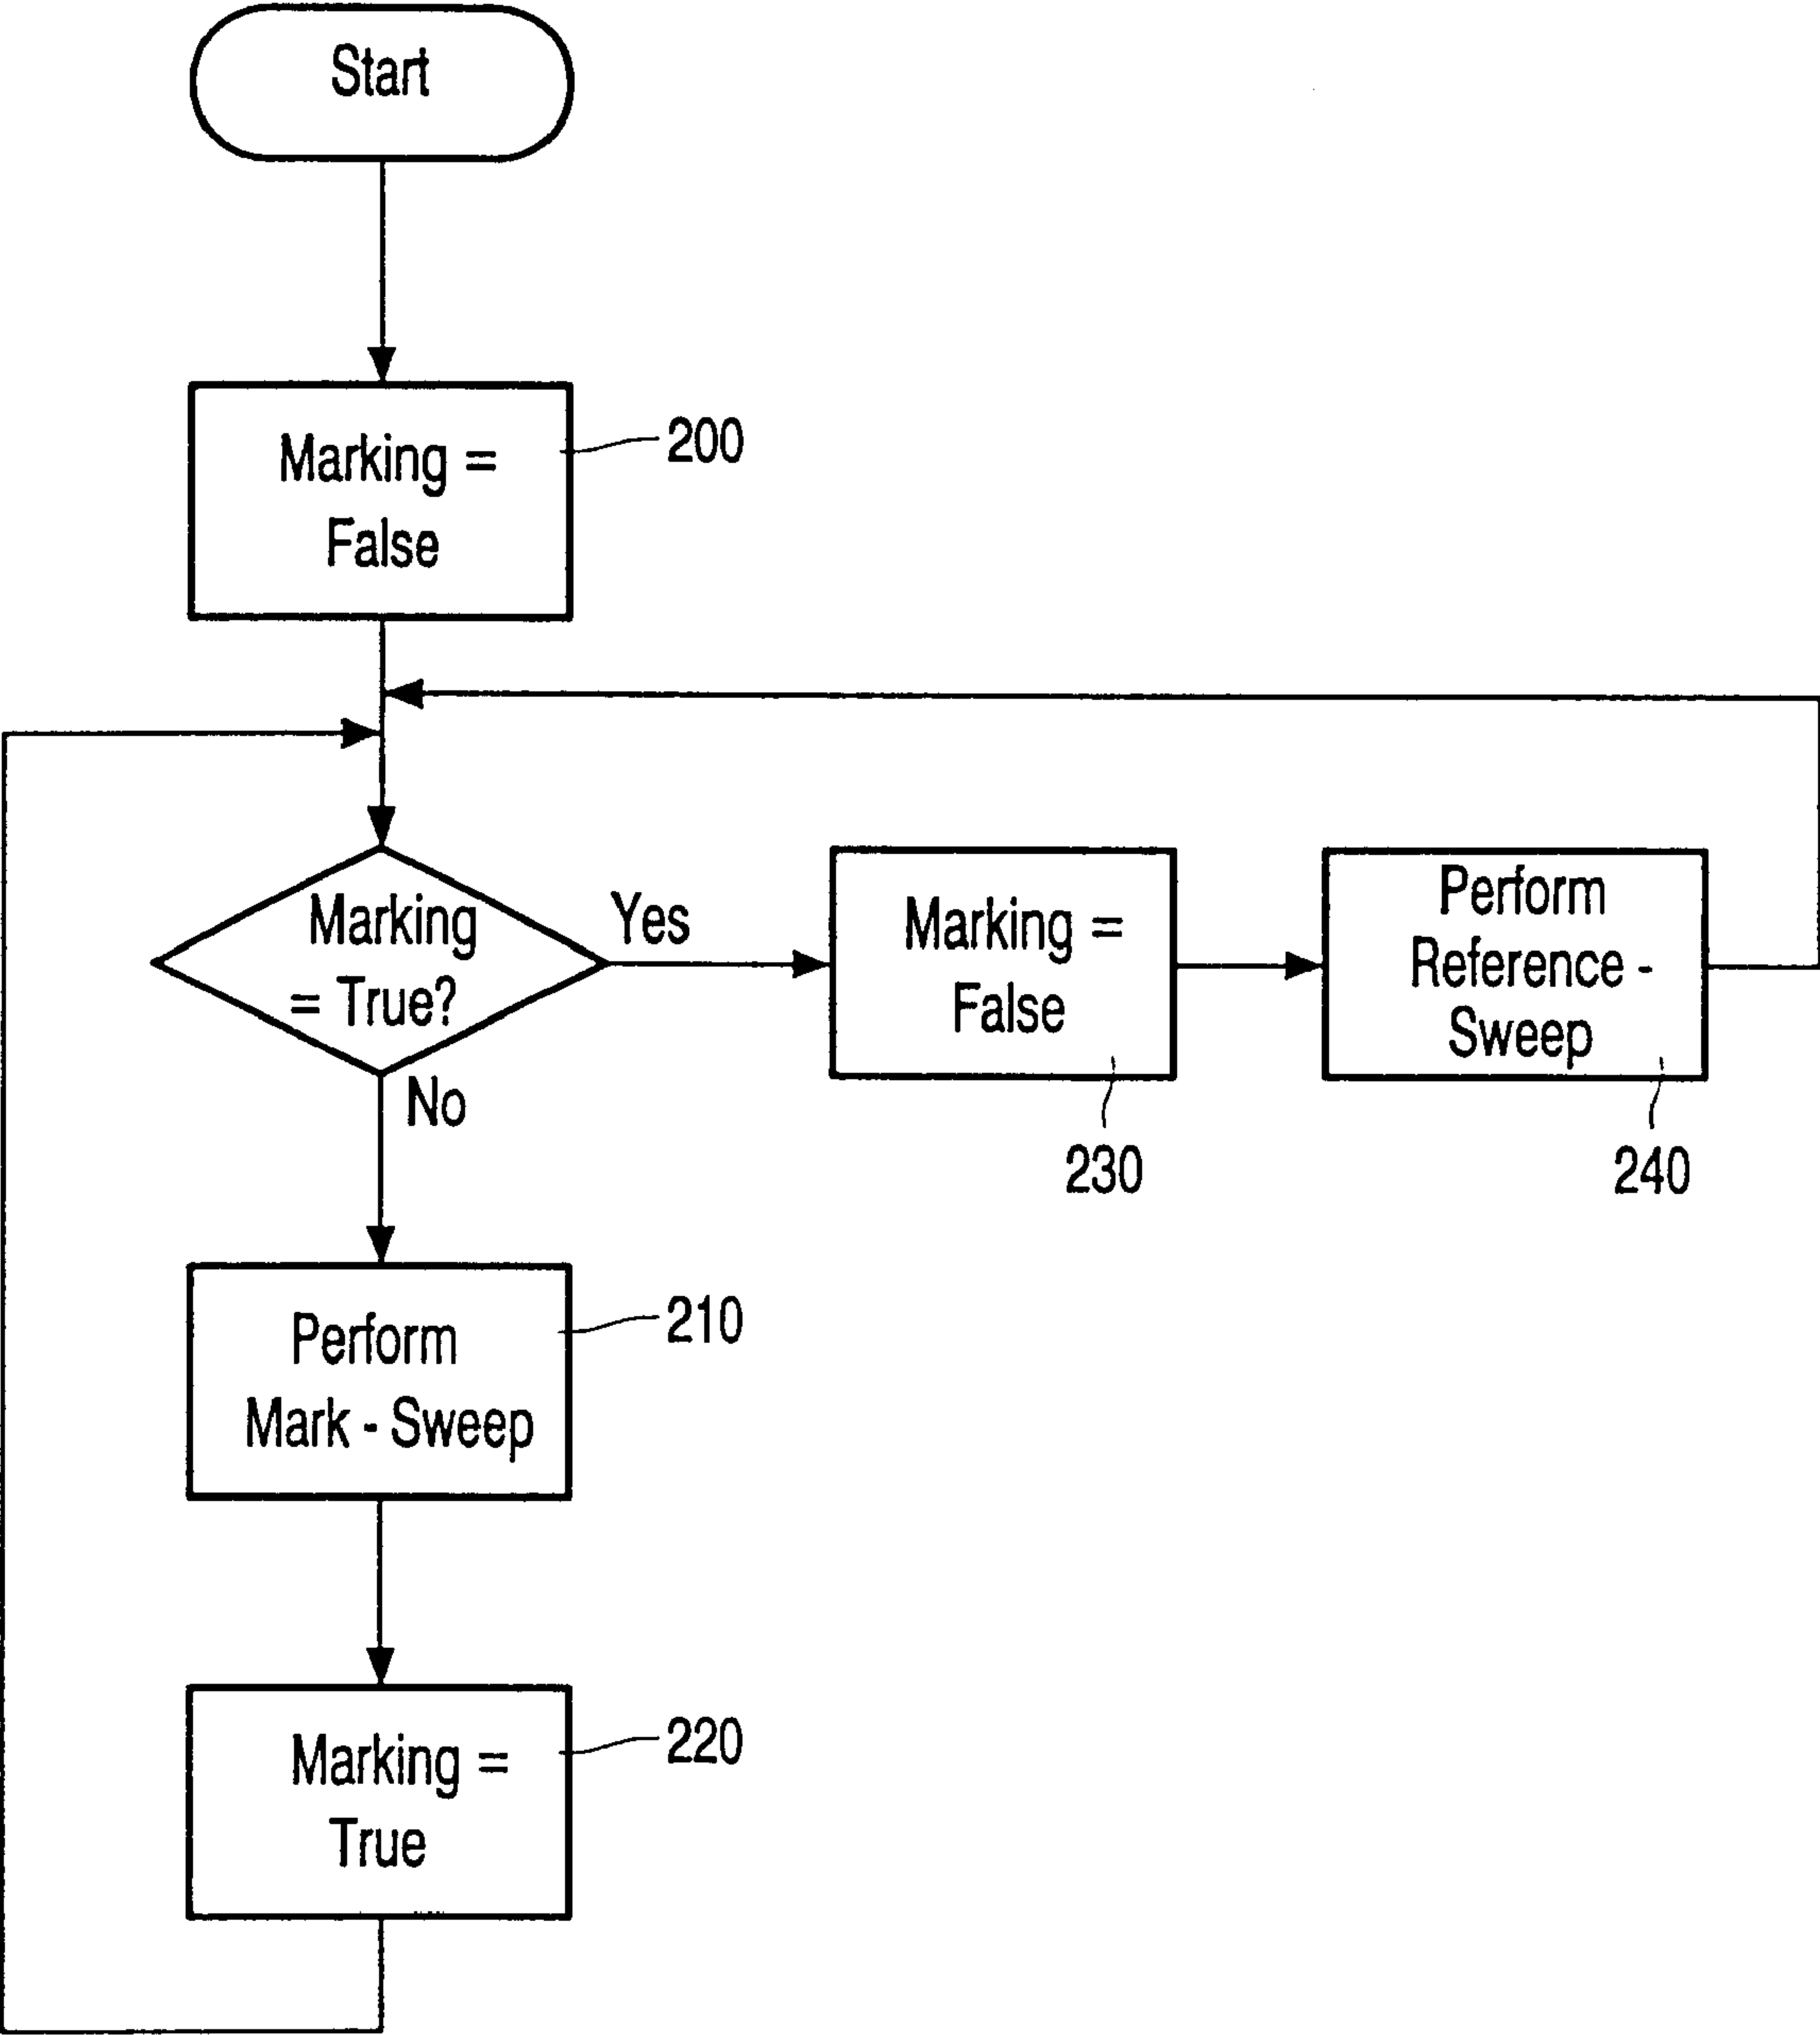 Start
Marking =
False
200
Marking
= True?
Yes
No
Marking =
False
230
Perform
Reference -
Sweep
240
Perform
Mark - Sweep
210
Marking =
True
220